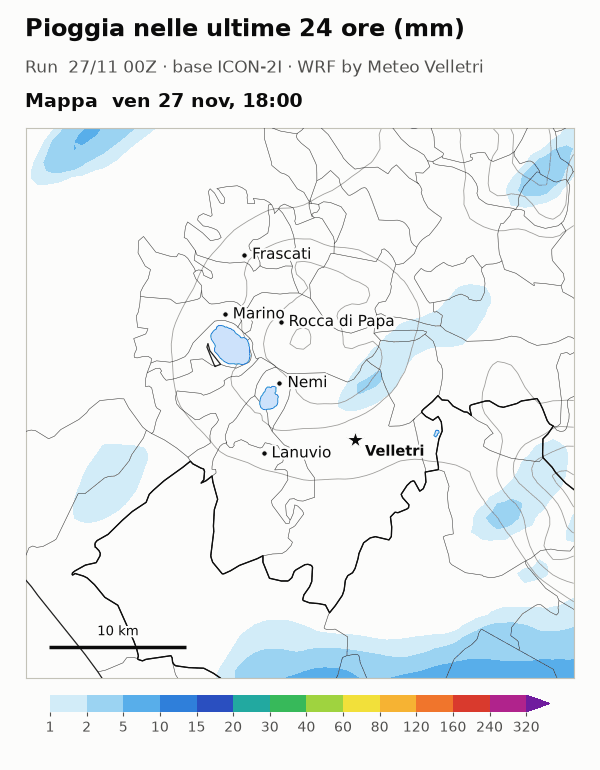 Pioggia nelle ultime 24 ore (mm)
Run  27/11 00Z · base ICON-2I · WRF by Meteo Velletri
Mappa  ven 27 nov, 18:00
Frascati
Marino
Rocca di Papa
Nemi
Velletri
Lanuvio
10 km
1 2 5 10 15 20 30 40 60 80 120 160 240 320